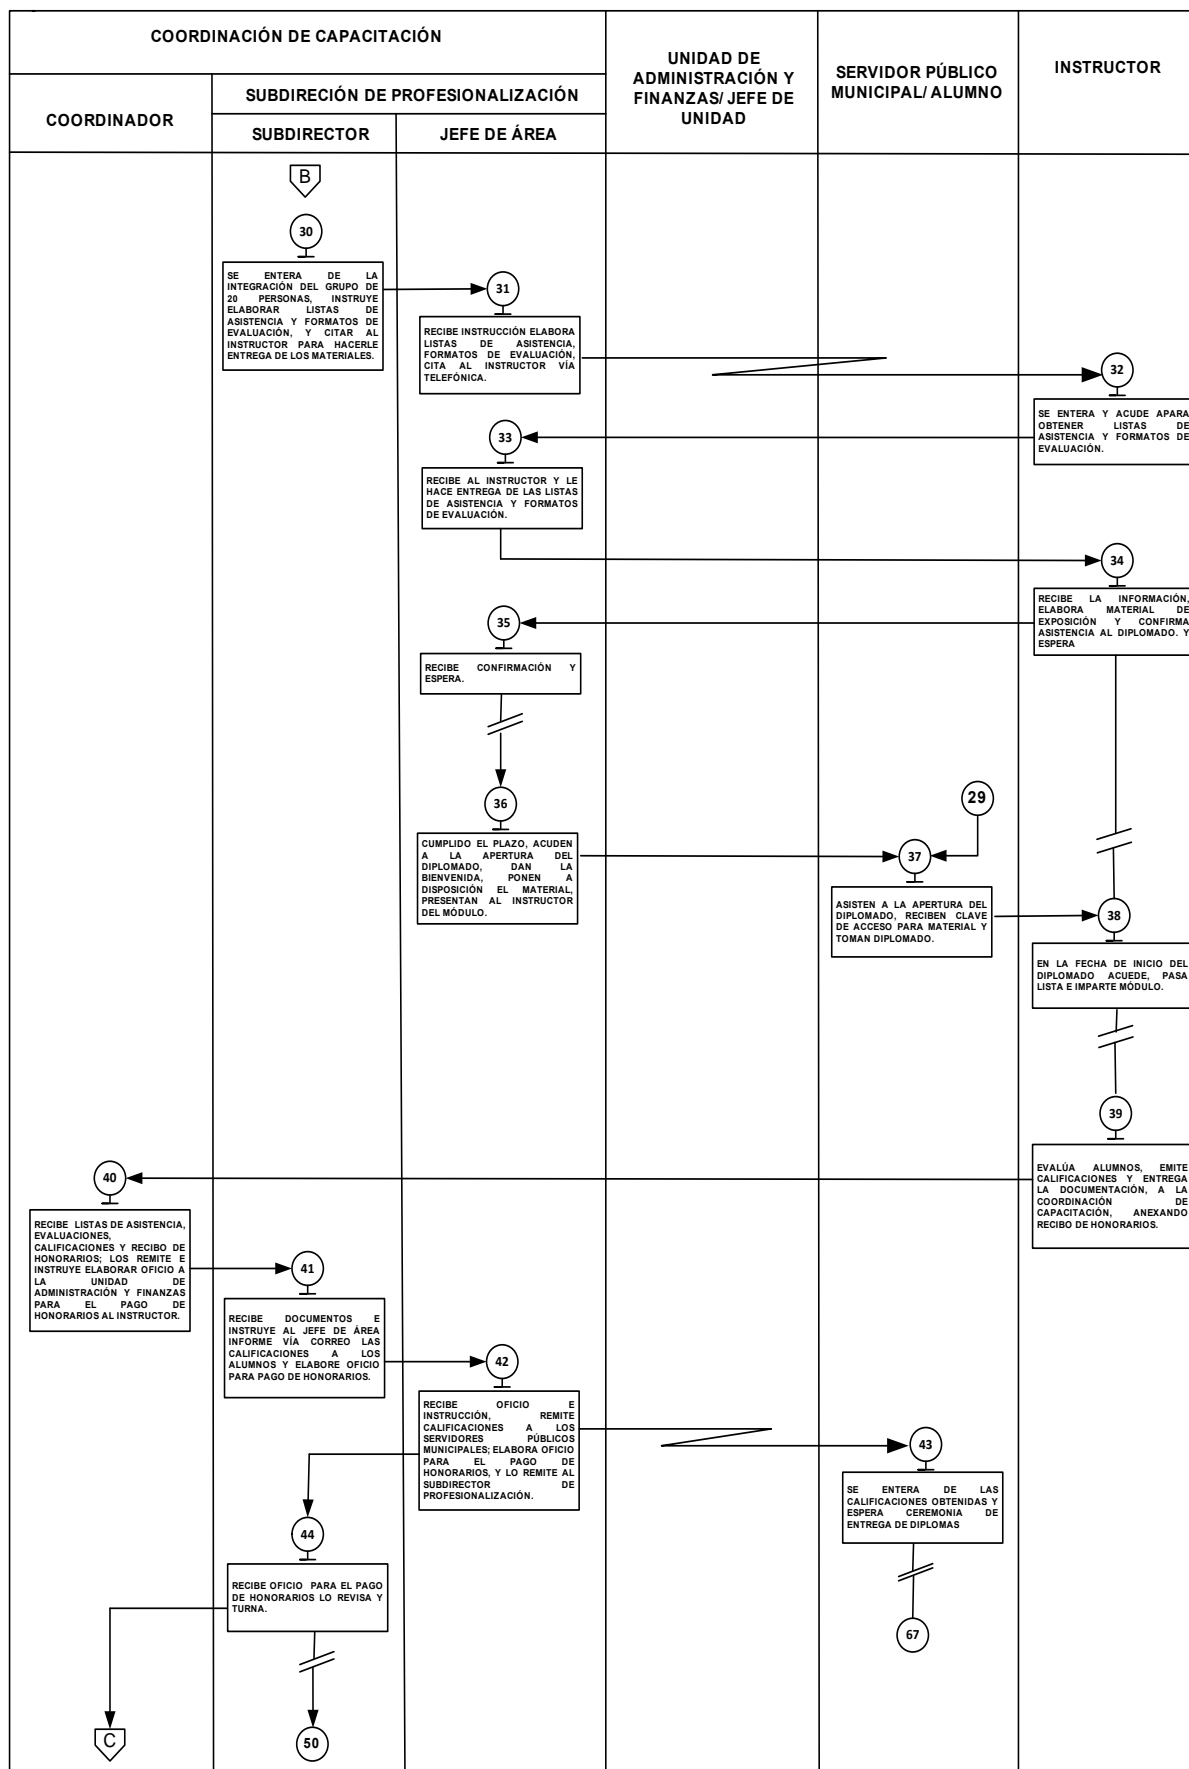 COORDINACIÓN DE CAPACITACIÓN
UNIDAD DE
ADMINISTRACIÓN Y
FINANZAS/ JEFE DE
UNIDAD
SERVIDOR PÚBLICO
MUNICIPAL/ ALUMNO
INSTRUCTOR
COORDINADOR
SUBDIRECIÓN DE PROFESIONALIZACIÓN
SUBDIRECTOR
JEFE DE ÁREA
B
30
SE ENTERA DE LA
INTEGRACIÓN DEL GRUPO DE
20 PERSONAS, INSTRUYE
ELABORAR LISTAS DE
ASISTENCIA Y FORMATOS DE
EVALUACIÓN, Y CITAR AL
INSTRUCTOR PARA HACERLE
ENTREGA DE LOS MATERIALES.
31
RECIBE INSTRUCCIÓN ELABORA
LISTAS DE ASISTENCIA,
FORMATOS DE EVALUACIÓN,
CITA AL INSTRUCTOR VÍA
TELEFÓNICA.
32
SE ENTERA Y ACUDE APARA
OBTENER LISTAS DE
ASISTENCIA Y FORMATOS DE
EVALUACIÓN.
33
RECIBE AL INSTRUCTOR Y LE
HACE ENTREGA DE LAS LISTAS
DE ASISTENCIA Y FORMATOS
DE EVALUACIÓN.
34
RECIBE LA INFORMACIÓN,
ELABORA MATERIAL DE
EXPOSICIÓN Y CONFIRMA
ASISTENCIA AL DIPLOMADO. Y
ESPERA
35
RECIBE CONFIRMACIÓN Y
ESPERA.
36
CUMPLIDO EL PLAZO, ACUDEN
A LA APERTURA DEL
DIPLOMADO, DAN LA
BIENVENIDA, PONEN A
DISPOSICIÓN EL MATERIAL,
PRESENTAN AL INSTRUCTOR
DEL MÓDULO.
29
37
ASISTEN A LA APERTURA DEL
DIPLOMADO, RECIBEN CLAVE
DE ACCESO PARA MATERIAL Y
TOMAN DIPLOMADO.
38
EN LA FECHA DE INICIO DEL
DIPLOMADO ACUEDE, PASA
LISTA E IMPARTE MÓDULO.
39
EVALÚA ALUMNOS, EMITE
CALIFICACIONES Y ENTREGA
LA DOCUMENTACIÓN, A LA
COORDINACIÓN DE
CAPACITACIÓN, ANEXANDO
RECIBO DE HONORARIOS.
40
RECIBE LISTAS DE ASISTENCIA,
EVALUACIONES,
CALIFICACIONES Y RECIBO DE
HONORARIOS; LOS REMITE E
INSTRUYE ELABORAR OFICIO A
LA UNIDAD DE
ADMINISTRACIÓN Y FINANZAS
PARA EL PAGO DE
HONORARIOS AL INSTRUCTOR.
41
RECIBE DOCUMENTOS E
INSTRUYE AL JEFE DE ÁREA
INFORME VÍA CORREO LAS
CALIFICACIONES A LOS
ALUMNOS Y ELABORE OFICIO
PARA PAGO DE HONORARIOS.
42
RECIBE OFICIO E
INSTRUCCIÓN, REMITE
CALIFICACIONES A LOS
SERVIDORES PÚBLICOS
MUNICIPALES; ELABORA OFICIO
PARA EL PAGO DE
HONORARIOS, Y LO REMITE AL
SUBDIRECTOR DE
PROFESIONALIZACIÓN.
43
SE ENTERA DE LAS
CALIFICACIONES OBTENIDAS Y
ESPERA CEREMONIA DE
ENTREGA DE DIPLOMAS
44
RECIBE OFICIO PARA EL PAGO
DE HONORARIOS LO REVISA Y
TURNA.
67
C
50